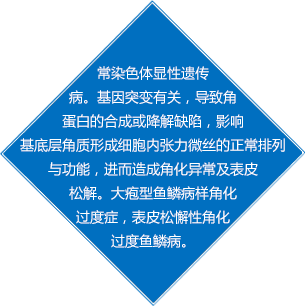 常染色体显性遗传
病。基因突变有关，导致角
蛋白的合成或降解缺陷，影响
基底层角质形成细胞内张力微丝的正常排列
与功能，进而造成角化异常及表皮
松解。大疱型鱼鳞病样角化
过度症，表皮松懈性角化
过度鱼鳞病。